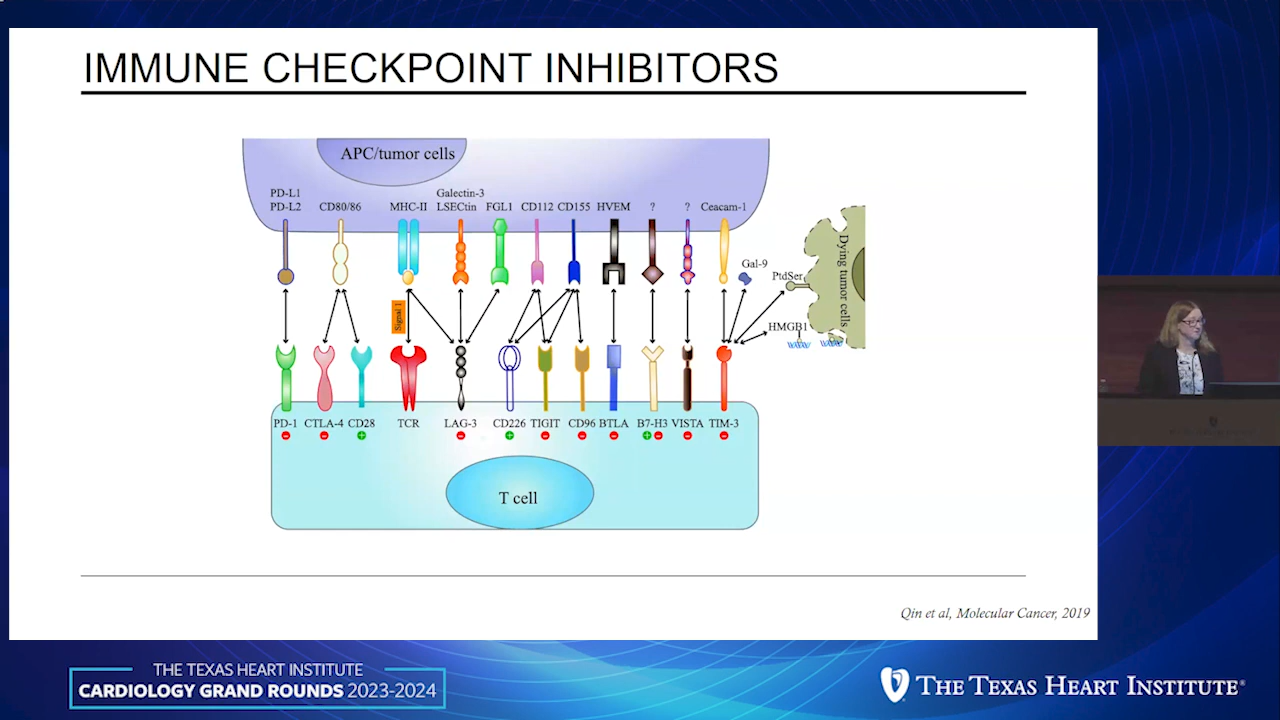 IMMUNE CHECKPOINT INHIBITORS
APC/tumor cells
PD-L1
PD-L2
CD80/86
MHC-II
Galectin-3
LSECtin
FGL1
CD112
CD155
HVEM
?
?
Ceacam-1
Gal-9
PtdSer
HMGB1
Dying tumor cells
Signal 1
PD-1
CTLA-4
CD28
TCR
LAG-3
CD226
TIGIT
CD96
BTLA
B7-H3
VISTA
TIM-3
T cell
Qin et al, Molecular Cancer, 2019
THE TEXAS HEART INSTITUTE
CARDIOLOGY GRAND ROUNDS 2023-2024
THE TEXAS HEART INSTITUTE®